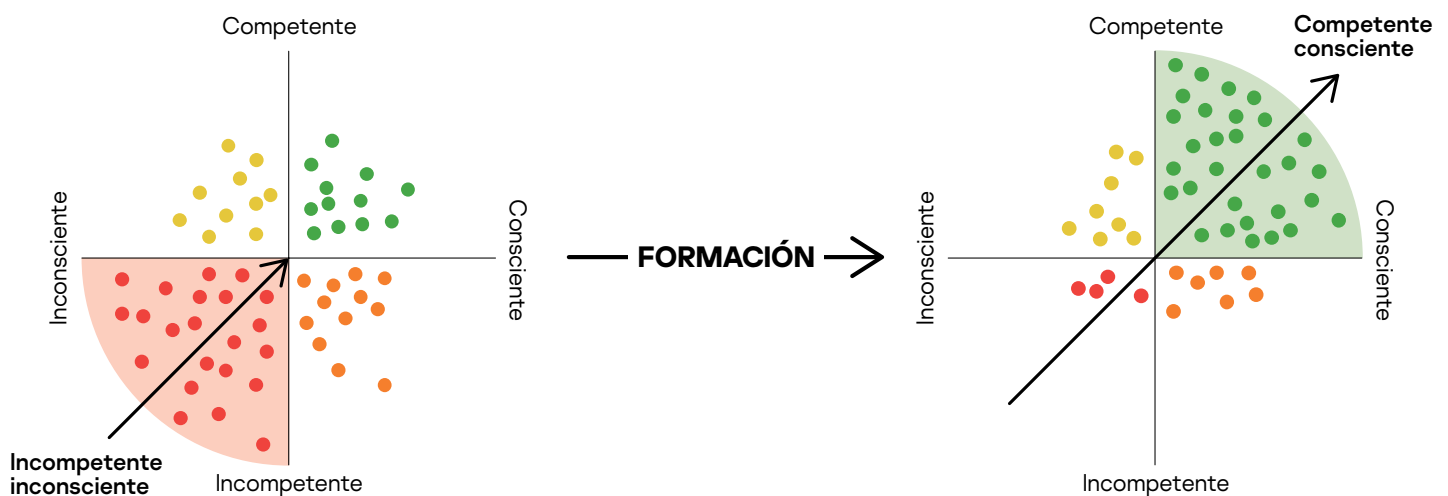 Competente
Inconsciente
Consciente
Incompetente
inconsciente
Incompetente
FORMACIÓN
Competente
Competente
consciente
Inconsciente
Consciente
Incompetente